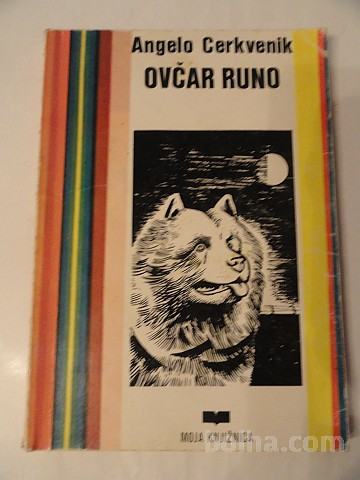 Angelo Cerkvenik
OVČAR RUNO
MOJA KNJIŽNICA
bolha.com